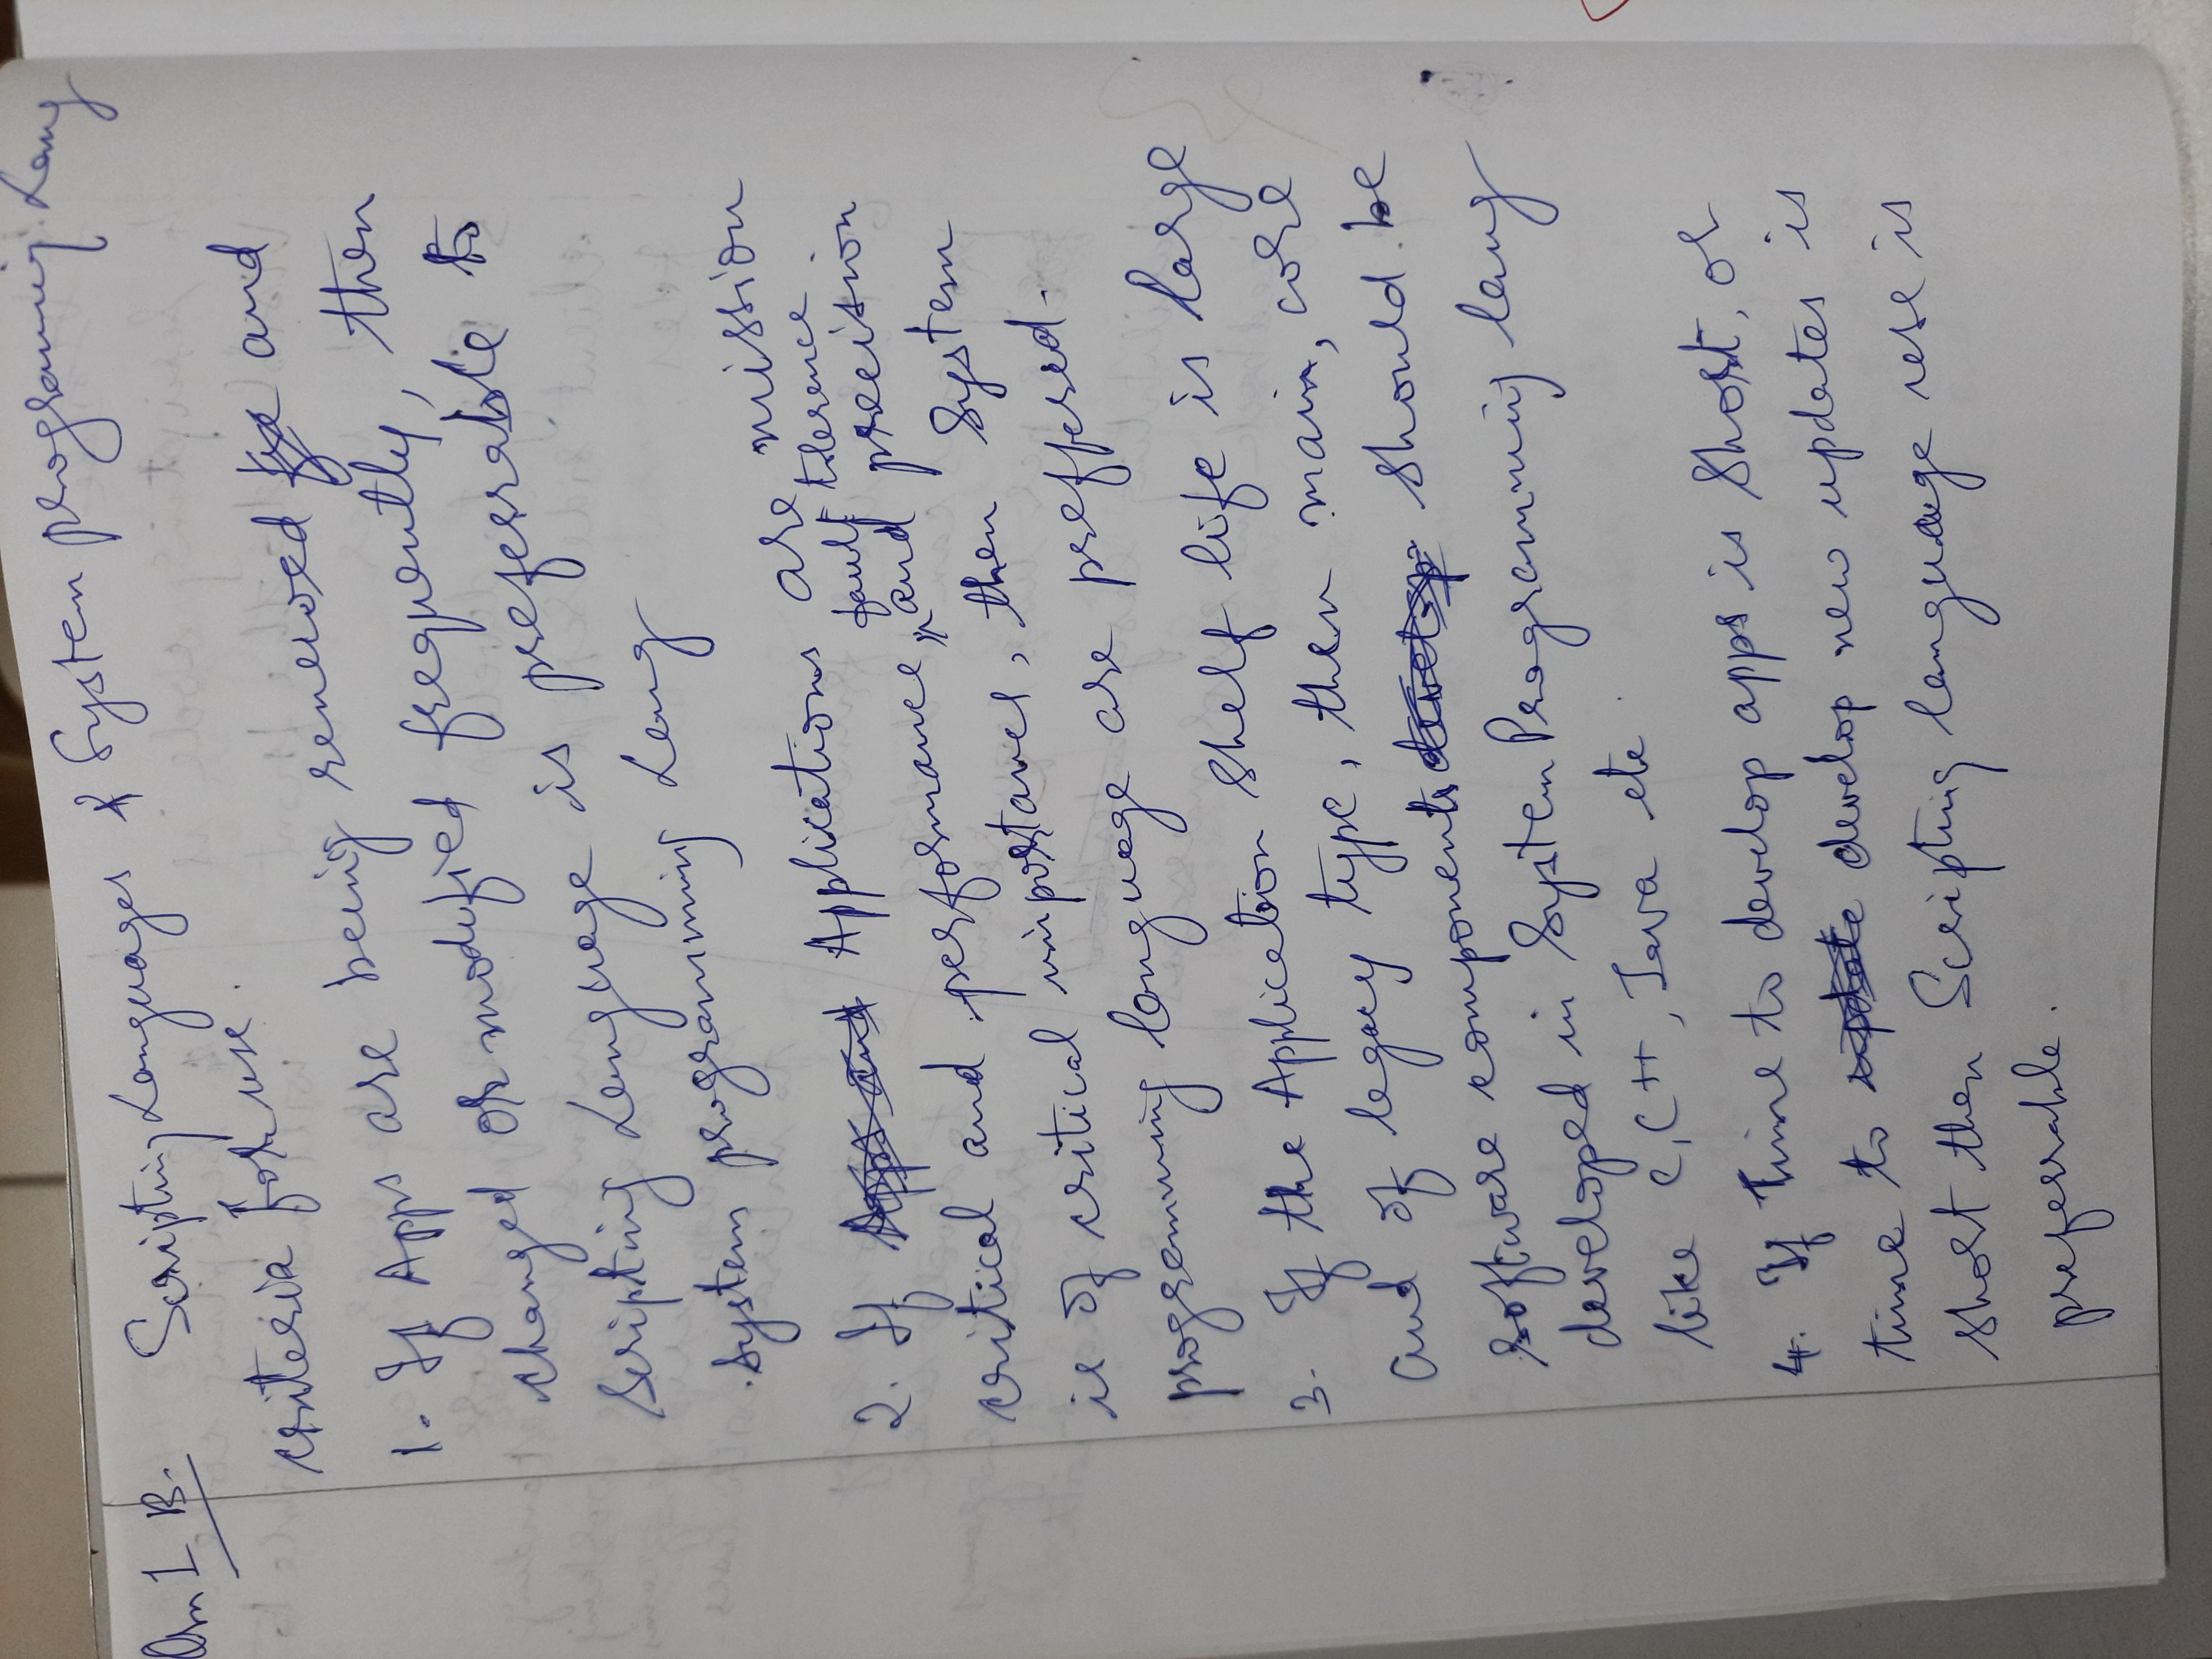 Qn 1 B. Scripting Languages & System programing Lang
criteria for use.
1. If Apps are being renewed and
changed or modified frequently, then
Scripting Language is preferrable to
system programming Lang
2. If Applications are mission
fault tolerence
critical and performance, and precision
is of critical importance, then System
programming language are preffered.
3. If the Application shelf life is large
and of legacy type, then main, core
software components should be
developed in System Programming lang
like C, C++, Java etc
4. If Time to develop apps is Short, or
time to develop new updates is
short then Scripting language use is
preferrable.